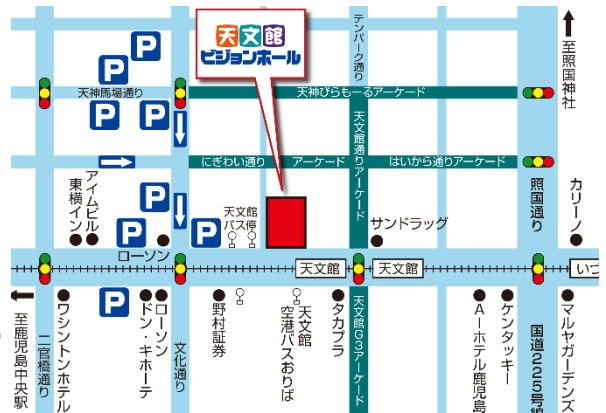 天文館
ビジョンホール
テンパーク通り
至照国神社
P
P
天神馬場通り
天神ぴらもーるアーケード
P
P
天文館通りアーケード
にぎわい通り
アーケード
はいから通りアーケード
アイムビル
東横イン
P
P
ローソン
P
天文館
バス停
サンドラッグ
照国通り
カリーノ
天文館
天文館
いづ
至鹿児島中央駅
二官橋通り
ワシントンホテル
P
ドン・キホーテ
ローソン
文化通り
野村証券
天文館
空港バスおりば
タカプラ
天文館G3アーケード
Aーホテル鹿児島
ケンタッキー
国道225号線
マルヤガーデンズ